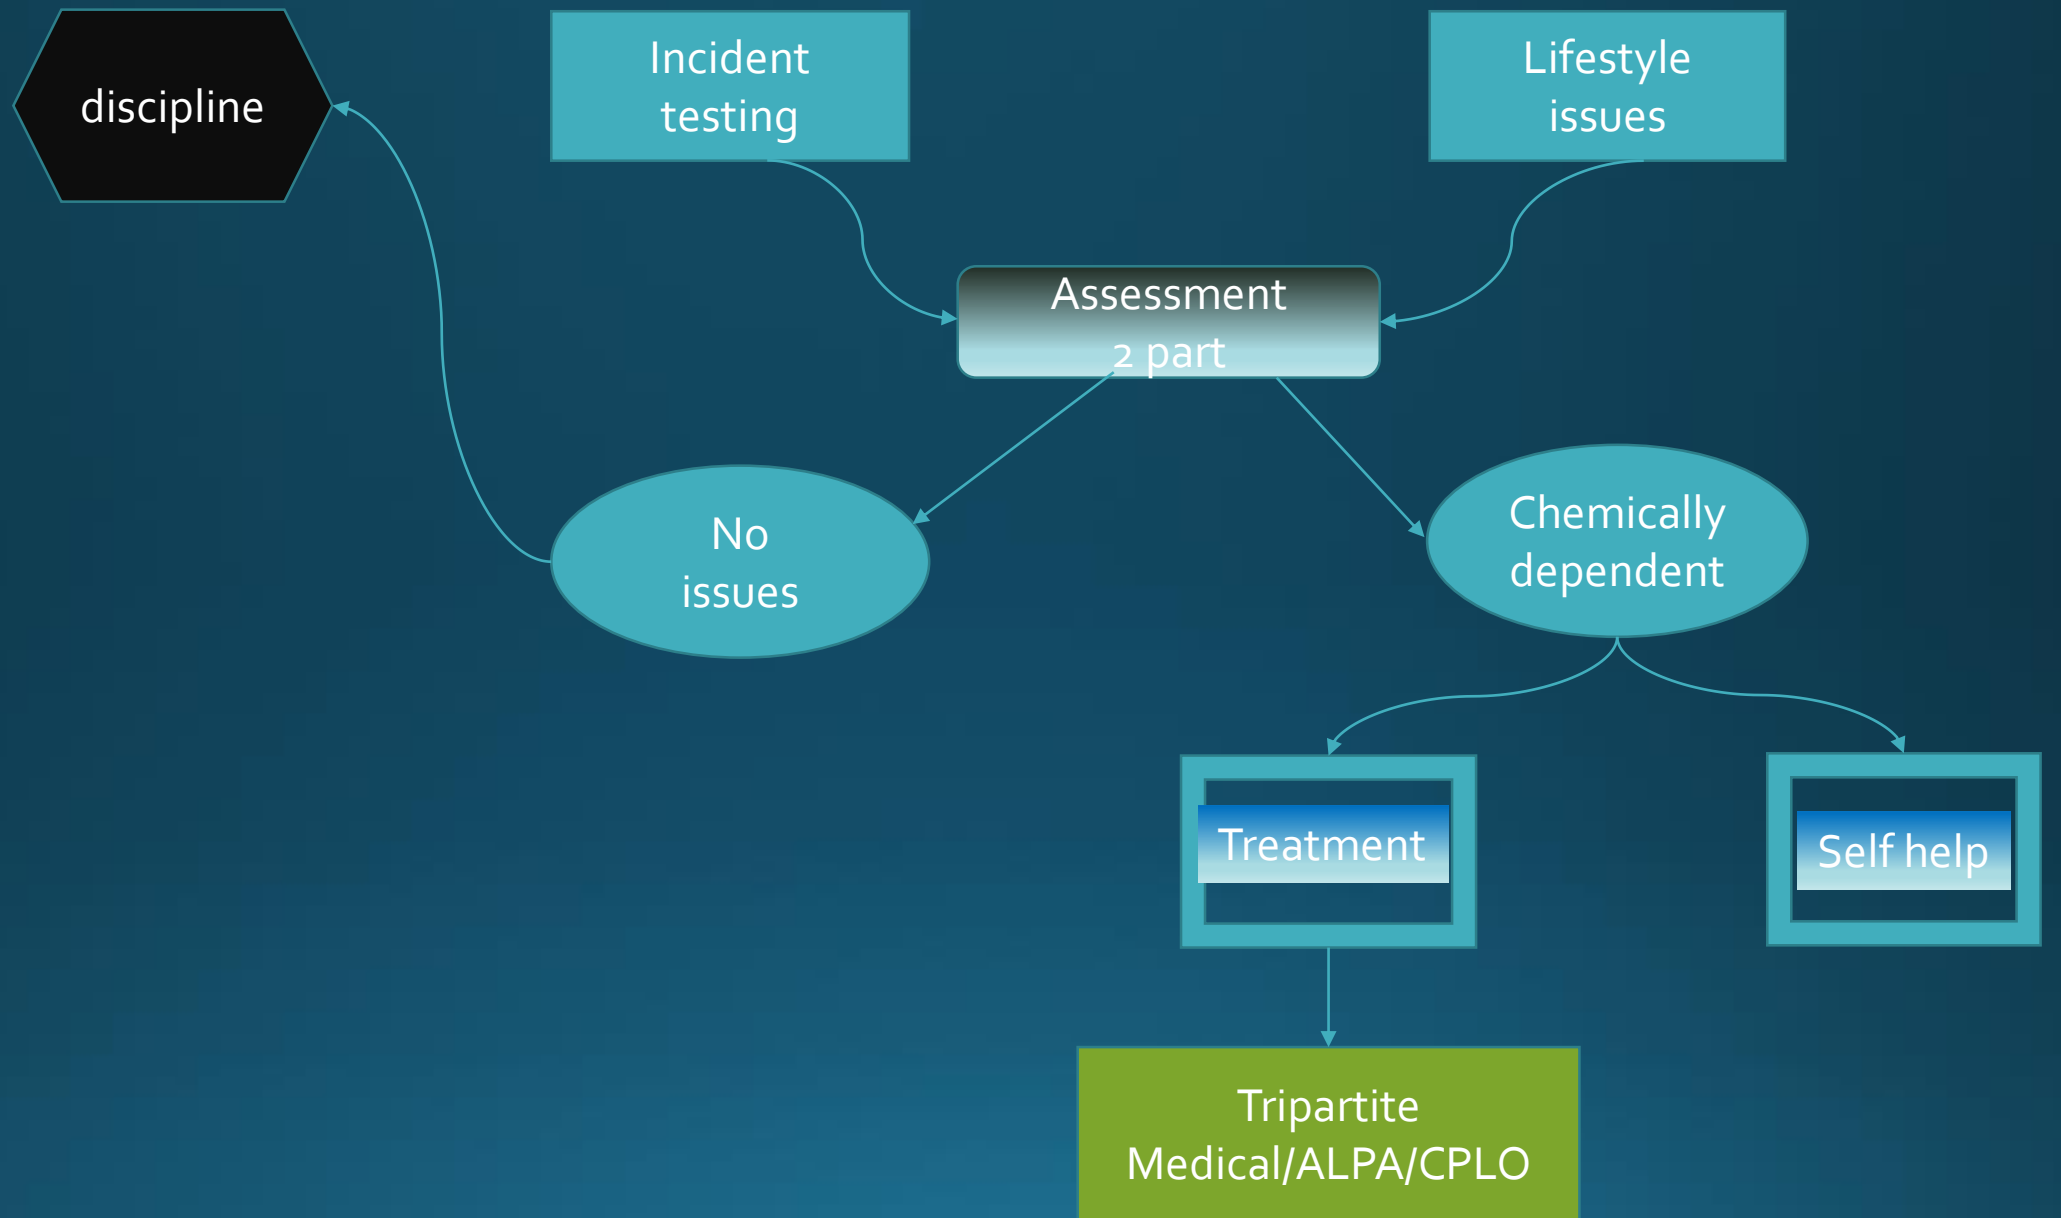 discipline
Incident
testing
Lifestyle
issues
Assessment
2 part
No
issues
Chemically
dependent
Treatment
Self help
Tripartite
Medical/ALPA/CPLO